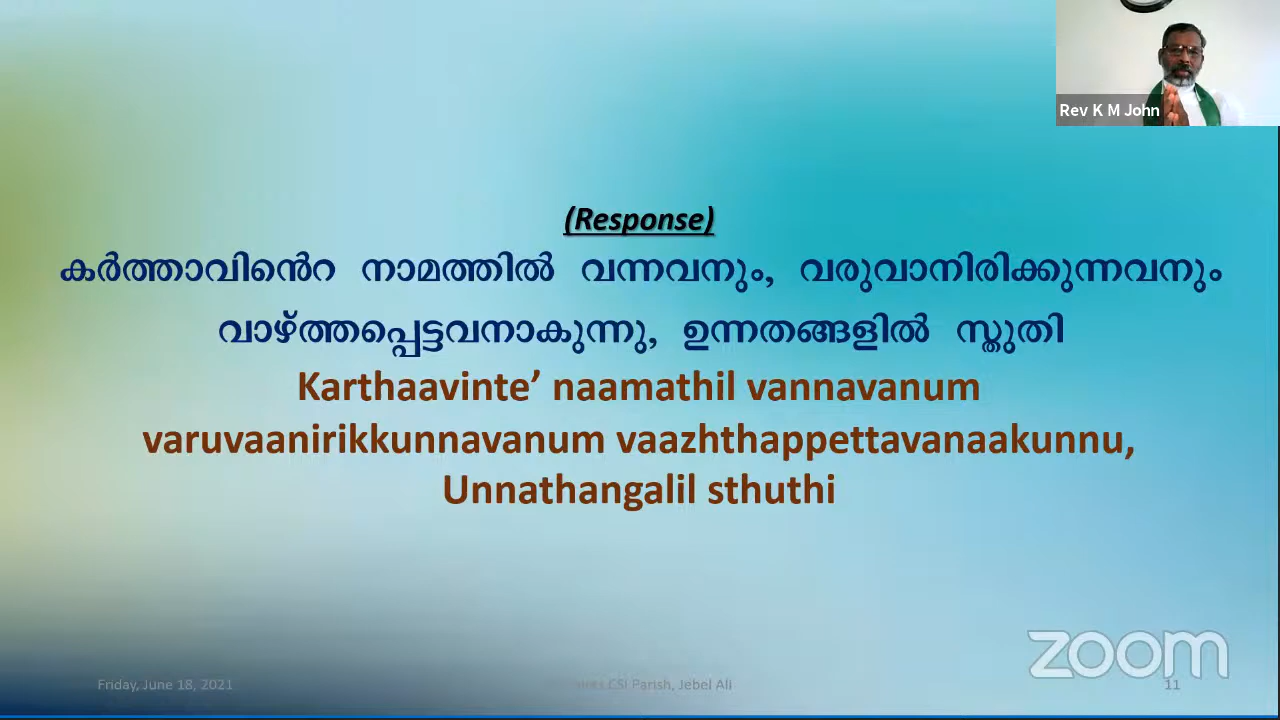 Rev K M John
(Response)
കർത്താവിൻെറ നാമത്തിൽ വന്നവനും, വരുവാനിരിക്കുന്നവനും
വാഴ്ത്തപ്പെട്ടവനാകുന്നു, ഉന്നതങ്ങളിൽ സ്തുതി
Karthaavinte’ naamathil vannavanum
varuvaanirikkunnavanum vaazhthappettavanaakunnu,
Unnathangalil sthuthi
zoom
Friday, June 18, 2021 CSI Parish, Jebel Ali 11